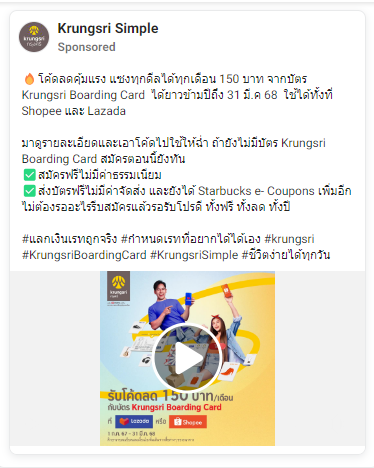 Krungsri Simple
Sponsored
🔥โค้ดลดคุ้มแรง แซงทุกดีลได้ทุกเดือน 150 บาท จากบัตร
Krungsri Boarding Card ได้ยาวข้ามปีถึง 31 มี.ค 68 ใช้ได้ทั้งที่
Shopee และ Lazada
มาดูรายละเอียดและเอาโค้ดไปใช้ให้ฉ่ำ ถ้ายังไม่มีบัตร Krungsri
Boarding Card สมัครตอนนี้ยังทัน
✅สมัครฟรีไม่มีค่าธรรมเนียม
✅ส่งบัตรฟรีไม่มีค่าจัดส่ง และยังได้ Starbucks e- Coupons เพิ่มอีก
ไม่ต้องรออะไรรีบสมัครแล้วรอรับโปรดี ทั้งฟรี ทั้งลด ทั้งปี
#แลกเงินเรทถูกจริง #กำหนดเรทที่อยากได้ได้เอง #krungsri
#KrungsriBoardingCard #KrungsriSimple #ชีวิตง่ายได้ทุกวัน
krungsri
กรุงศรี
รับโค้ดลด 150 บาท/เดือน
กับบัตร Krungsri Boarding Card
ที่ Lazada หรือ Shopee
1 ก.ค. 67 - 31 มี.ค. 68